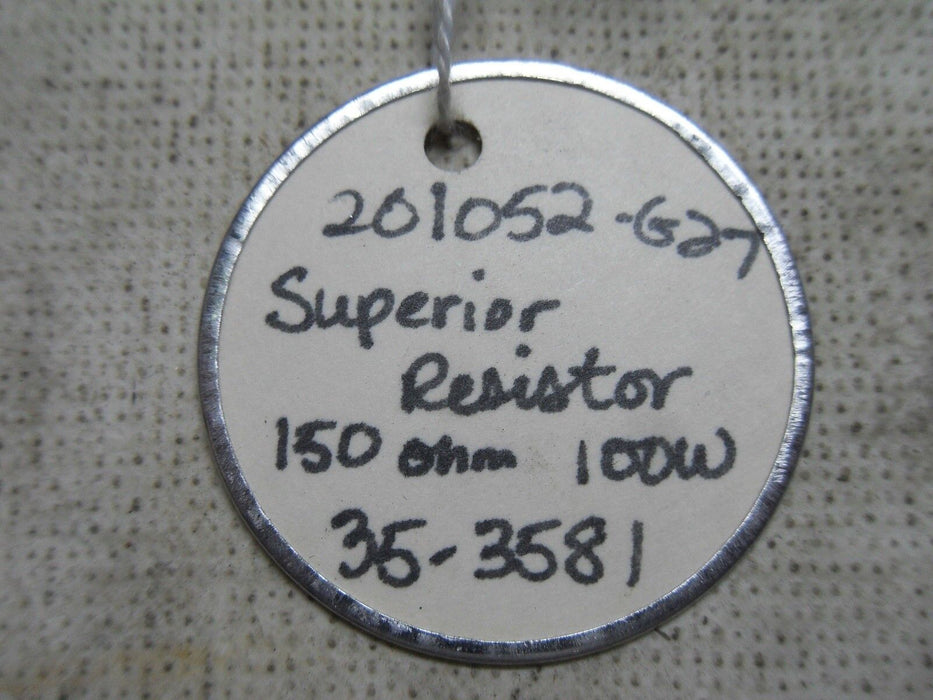 201052-G27
Superior
Resistor
150 ohm 100W
35-3581